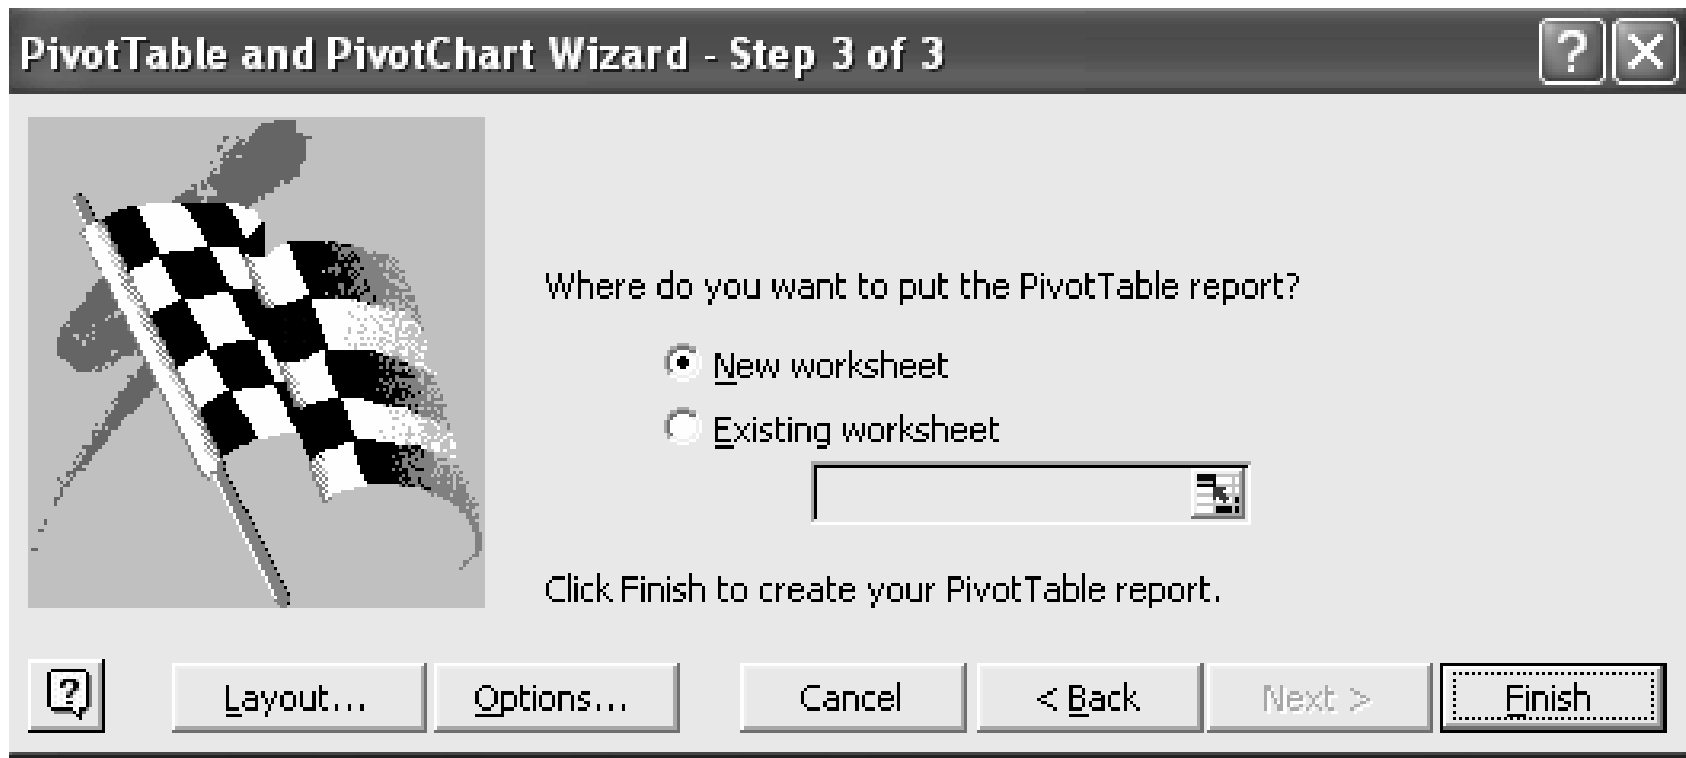 PivotTable and PivotChart Wizard - Step 3 of 3
?
Where do you want to put the PivotTable report?
New worksheet
Existing worksheet
Click Finish to create your PivotTable report.
?
Layout...
Options...
Cancel
< Back
Next >
Finish